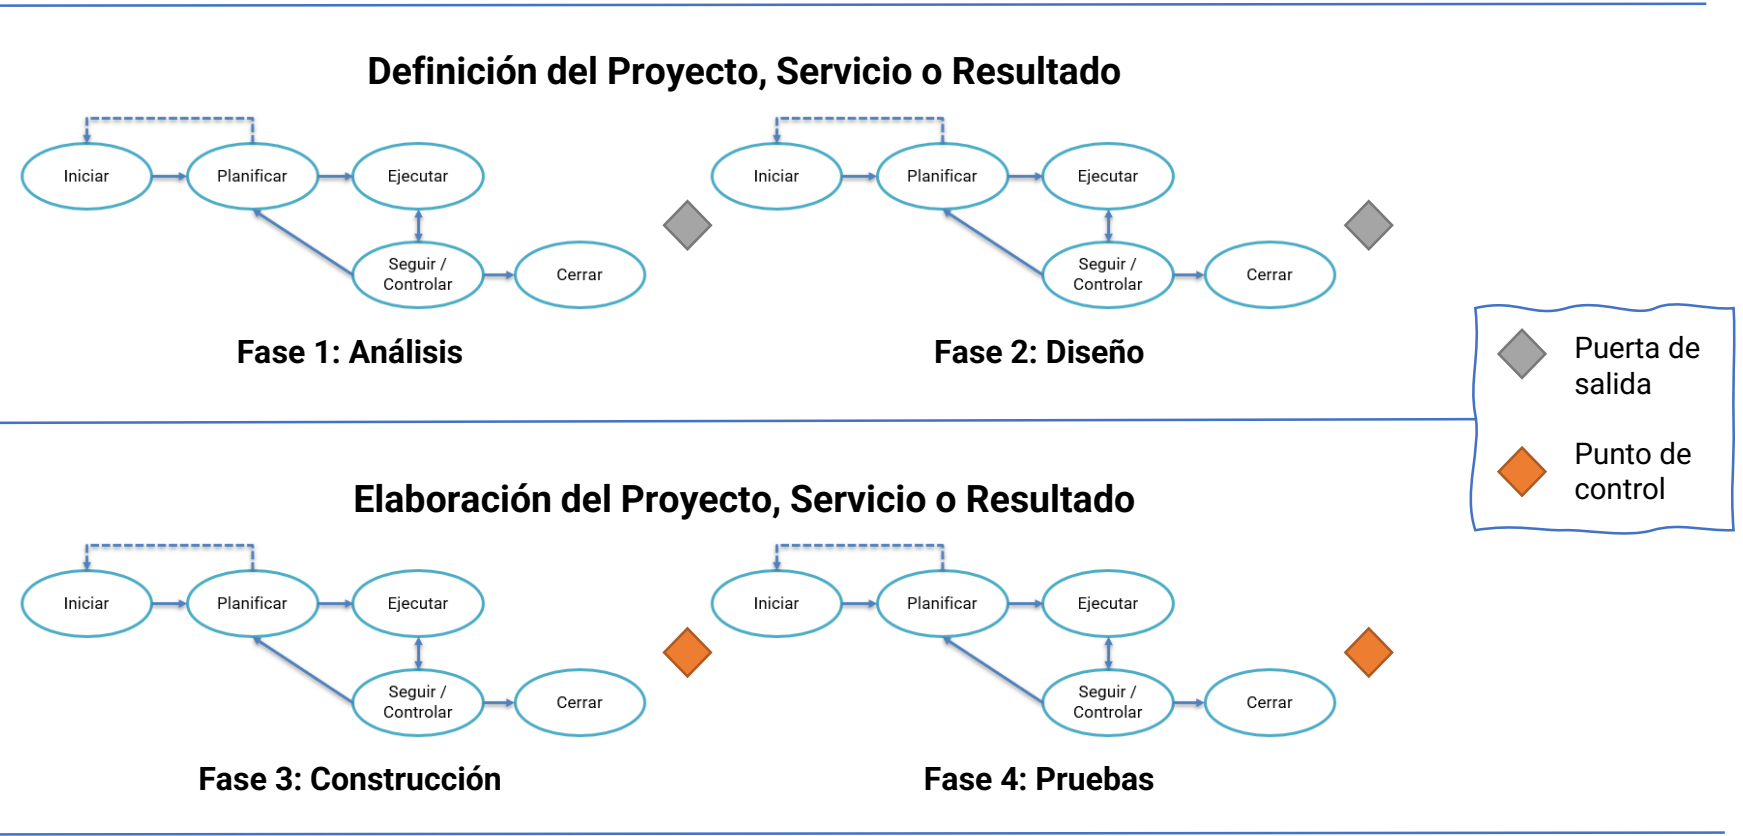 Definición del Proyecto, Servicio o Resultado
Iniciar
Planificar
Ejecutar
Seguir /
Controlar
Cerrar
Fase 1: Análisis
Iniciar
Planificar
Ejecutar
Seguir /
Controlar
Cerrar
Fase 2: Diseño
Puerta de
salida
Punto de
control
Elaboración del Proyecto, Servicio o Resultado
Iniciar
Planificar
Ejecutar
Seguir /
Controlar
Cerrar
Fase 3: Construcción
Iniciar
Planificar
Ejecutar
Seguir /
Controlar
Cerrar
Fase 4: Pruebas